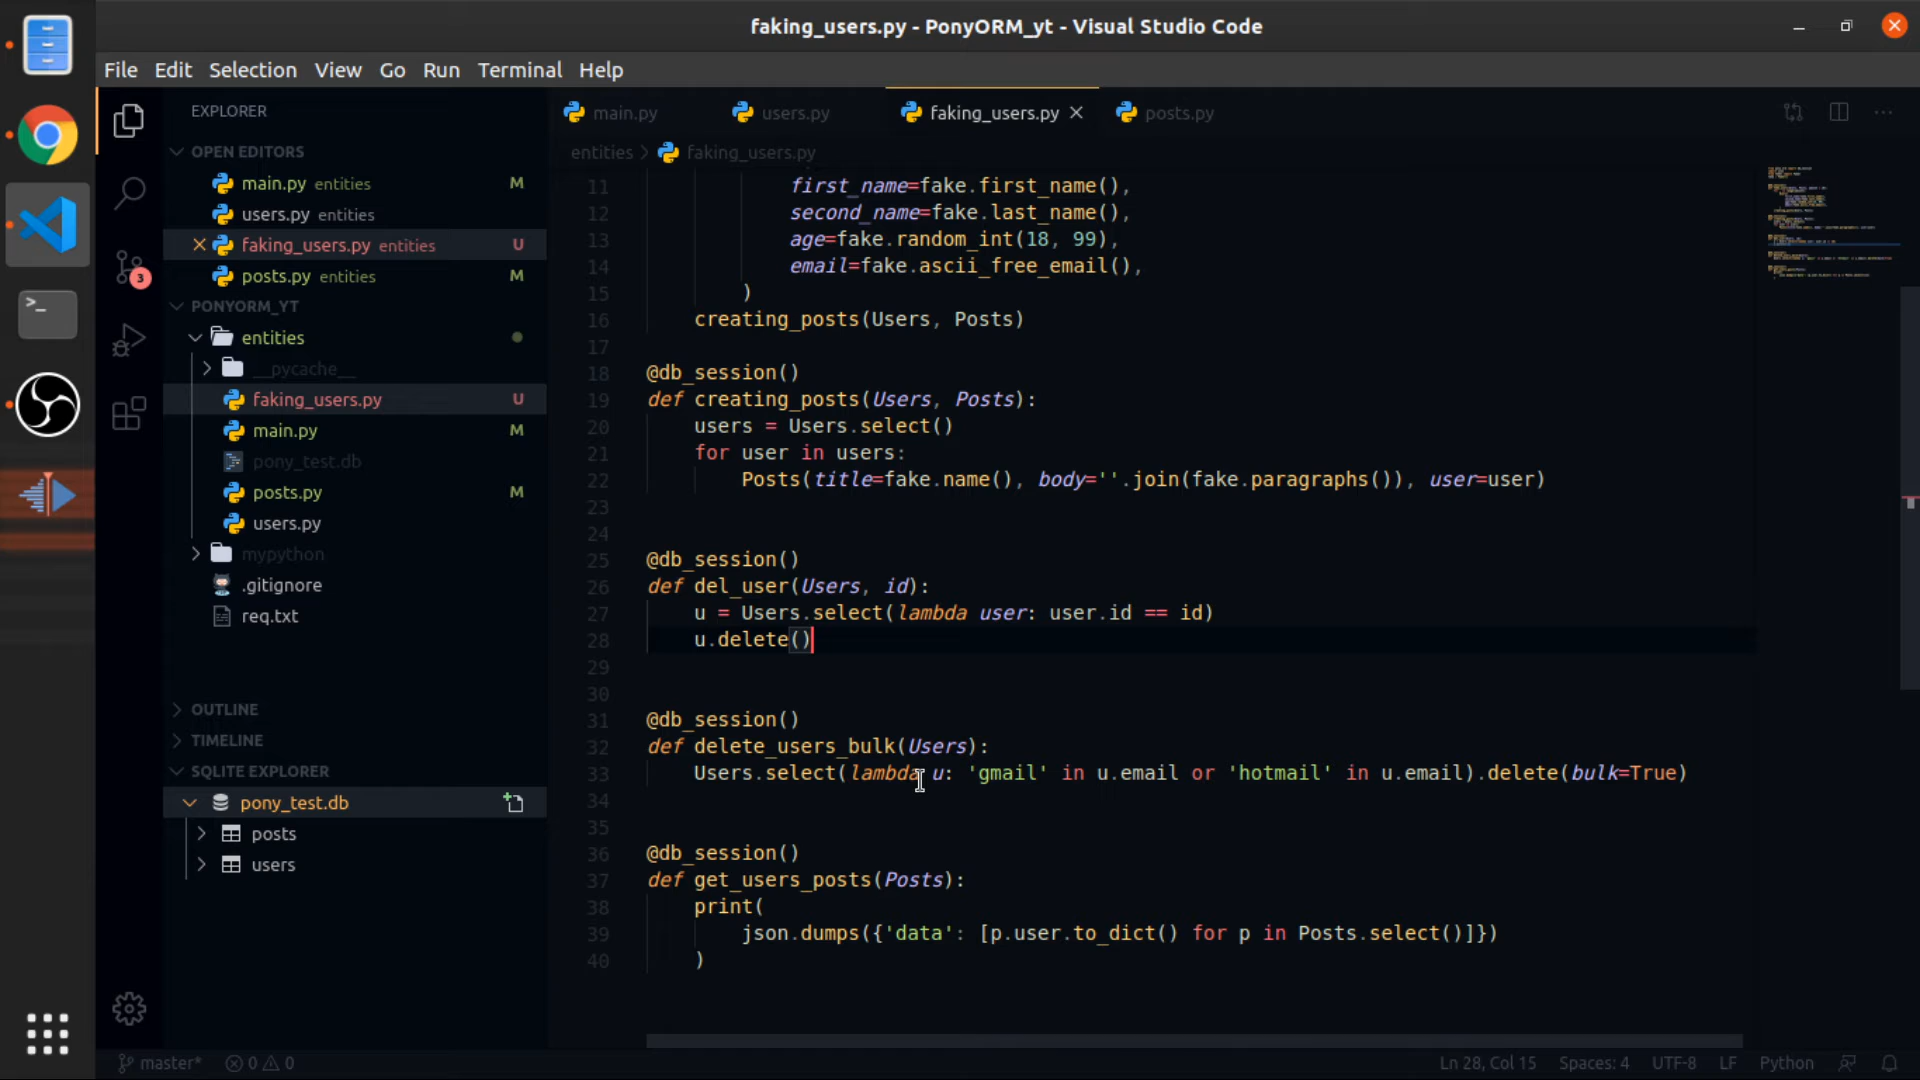 faking_users.py - PonyORM_yt - Visual Studio Code
File Edit Selection View Go Run Terminal Help
EXPLORER
OPEN EDITORS
main.py entities M
users.py entities
faking_users.py entities U
posts.py entities M
PONYORM_YT
entities
__pycache__
faking_users.py U
main.py M
pony_test.db
posts.py M
users.py
mypython
.gitignore
req.txt
OUTLINE
TIMELINE
SQLITE EXPLORER
pony_test.db
posts
users
3
main.py users.py faking_users.py posts.py
entities > faking_users.py
11 first_name=fake.first_name(),
12 second_name=fake.last_name(),
13 age=fake.random_int(18, 99),
14 email=fake.ascii_free_email(),
15 )
16 creating_posts(Users, Posts)
17
18 @db_session()
19 def creating_posts(Users, Posts):
20 users = Users.select()
21 for user in users:
22 Posts(title=fake.name(), body=''.join(fake.paragraphs()), user=user)
23
24
25 @db_session()
26 def del_user(Users, id):
27 u = Users.select(lambda user: user.id == id)
28 u.delete()
29
30
31 @db_session()
32 def delete_users_bulk(Users):
33 Users.select(lambda u: 'gmail' in u.email or 'hotmail' in u.email).delete(bulk=True)
34
35
36 @db_session()
37 def get_users_posts(Posts):
38 print(
39 json.dumps({'data': [p.user.to_dict() for p in Posts.select()]})
40 )
master* 0 0 Ln 28, Col 15 Spaces: 4 UTF-8 LF Python